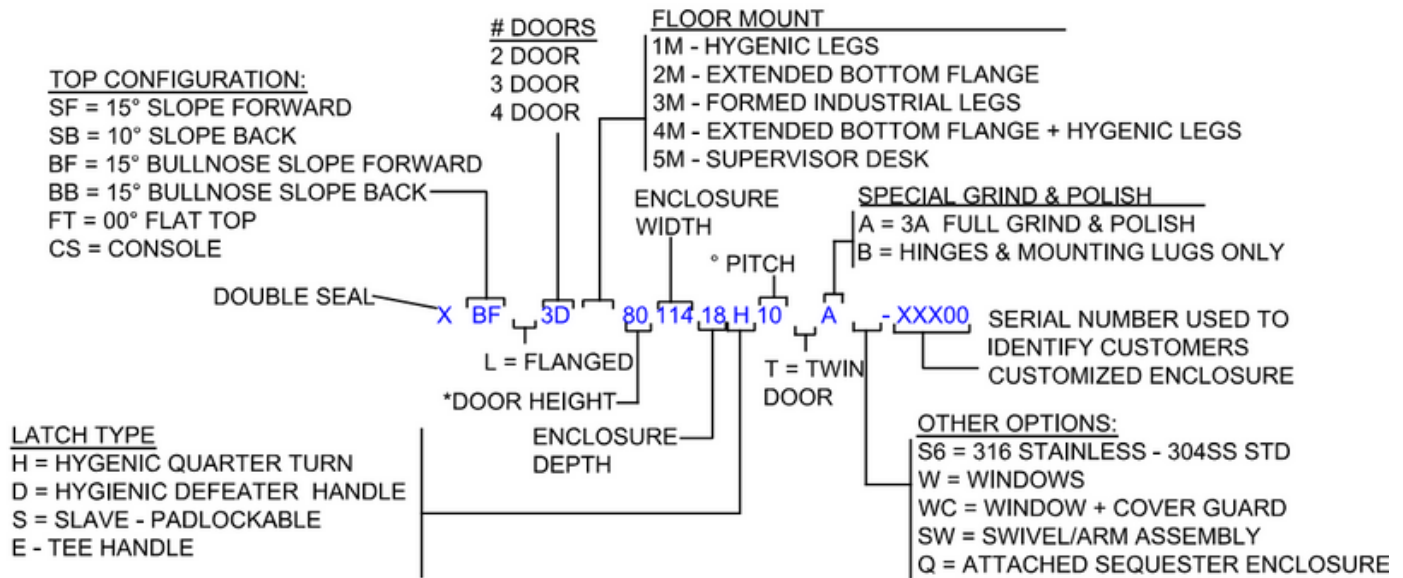 # DOORS
2 DOOR
3 DOOR
4 DOOR
FLOOR MOUNT
1M - HYGENIC LEGS
2M - EXTENDED BOTTOM FLANGE
3M - FORMED INDUSTRIAL LEGS
4M - EXTENDED BOTTOM FLANGE + HYGENIC LEGS
5M - SUPERVISOR DESK
TOP CONFIGURATION:
SF = 15° SLOPE FORWARD
SB = 10° SLOPE BACK
BF = 15° BULLNOSE SLOPE FORWARD
BB = 15° BULLNOSE SLOPE BACK
FT = 00° FLAT TOP
CS = CONSOLE
ENCLOSURE
WIDTH
SPECIAL GRIND & POLISH
A = 3A FULL GRIND & POLISH
B = HINGES & MOUNTING LUGS ONLY
° PITCH
DOUBLE SEAL
X BF 3D 80 114 18 H 10 A - XXX00
SERIAL NUMBER USED TO
IDENTIFY CUSTOMERS
CUSTOMIZED ENCLOSURE
L = FLANGED
T = TWIN
DOOR
*DOOR HEIGHT
ENCLOSURE
DEPTH
LATCH TYPE
H = HYGENIC QUARTER TURN
D = HYGIENIC DEFEATER HANDLE
S = SLAVE - PADLOCKABLE
E - TEE HANDLE
OTHER OPTIONS:
S6 = 316 STAINLESS - 304SS STD
W = WINDOWS
WC = WINDOW + COVER GUARD
SW = SWIVEL/ARM ASSEMBLY
Q = ATTACHED SEQUESTER ENCLOSURE